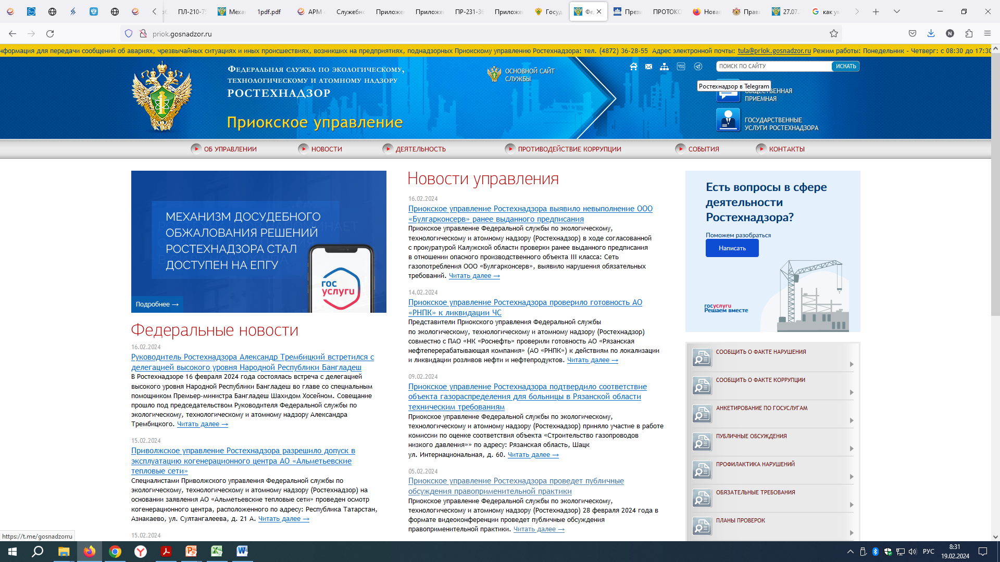 ПЛ-210-75
Механ
1pdf.pdf
АРМ
Служебно
Приложен
Приложен
ПР-231-36
Приложен
Госуд
Фе
Прези
ПРОТОКО
Новая
Прави
27.07.
как ум
priok.gosnadzor.ru
нформация для передачи сообщений об авариях, чрезвычайных ситуациях и иных происшествиях, возникших на предприятиях, поднадзорных Приокскому управлению Ростехнадзора: тел. (4872) 36-28-55 Адрес электронной почты: tula@priok.gosnadzor.ru Режим работы: Понедельник - Четверг: с 08:30 до 17:30
Федеральная служба по экологическому,
технологическому и атомному надзору
РОСТЕХНАДЗОР
Приокское управление
ОСНОВНОЙ САЙТ
СЛУЖБЫ
ПОИСК ПО САЙТУ
ИСКАТЬ
Ростехнадзор в Telegram
ОБЩЕСТВЕННАЯ
ПРИЕМНАЯ
ГОСУДАРСТВЕННЫЕ
УСЛУГИ РОСТЕХНАДЗОРА
ОБ УПРАВЛЕНИИ
НОВОСТИ
ДЕЯТЕЛЬНОСТЬ
ПРОТИВОДЕЙСТВИЕ КОРРУПЦИИ
СОБЫТИЯ
КОНТАКТЫ
МЕХАНИЗМ ДОСУДЕБНОГО
ОБЖАЛОВАНИЯ РЕШЕНИЙ
РОСТЕХНАДЗОРА СТАЛ
ДОСТУПЕН НА ЕПГУ
гос
услуги
Подробнее →
Федеральные новости
16.02.2024
Руководитель Ростехнадзора Александр Трембицкий встретился с
делегацией высокого уровня Народной Республики Бангладеш
В Ростехнадзоре 16 февраля 2024 года состоялась встреча с делегацией
высокого уровня Народной Республики Бангладеш во главе со специальным
помощником Премьер-министра Бангладеш Шахидом Хосейном. Совещание
прошло под председательством Руководителя Федеральной службы по
экологическому, технологическому и атомному надзору Александра
Трембицкого. Читать далее →
15.02.2024
Приволжское управление Ростехнадзора разрешило допуск в
эксплуатацию когенерационного центра АО «Альметьевские
тепловые сети»
Специалистами Приволжского управления Федеральной службы по
экологическому, технологическому и атомному надзору (Ростехнадзор) на
основании заявления АО «Альметьевские тепловые сети» проведен осмотр
когенерационного центра, расположенного по адресу: Республика Татарстан,
Азнакаево, ул. Султангалеева, д. 21 А. Читать далее →
15.02.2024
Новости управления
16.02.2024
Приокское управление Ростехнадзора выявило невыполнение ООО
«Булгарконсерв» ранее выданного предписания
Приокское управление Федеральной службы по экологическому,
технологическому и атомному надзору (Ростехнадзор) в ходе согласованной
с прокуратурой Калужской области проверки ранее выданного предписания
в отношении опасного производственного объекта III класса: Сеть
газопотребления ООО «Булгарконсерв», выявило нарушения обязательных
требований. Читать далее →
14.02.2024
Приокское управление Ростехнадзора проверило готовность АО
«РНПК» к ликвидации ЧС
Представители Приокского управления Федеральной службы
по экологическому, технологическому и атомному надзору (Ростехнадзор)
совместно с ПАО «НК «Роснефть» проверили готовность АО «Рязанская
нефтеперерабатывающая компания» (АО «РНПК») к действиям по локализации
и ликвидации розливов нефти и нефтепродуктов. Читать далее →
09.02.2024
Приокское управление Ростехнадзора подтвердило соответствие
объекта газораспределения для больницы в Рязанской области
техническим требованиям
Приокское управление Федеральной службы по экологическому,
технологическому и атомному надзору (Ростехнадзор) приняло участие в работе
комиссии по оценке соответствия объекта «Строительство газопроводов
низкого давления»» по адресу: Рязанская область, Шацк
ул. Интернациональная, д. 60. Читать далее →
05.02.2024
Приокское управление Ростехнадзора проведет публичные
обсуждения правоприменительной практики
Приокское управление Федеральной службы по экологическому,
технологическому и атомному надзору (Ростехнадзор) 28 февраля 2024 года в
формате видеоконференции проведет публичные обсуждения
правоприменительной практики. Читать далее →
Есть вопросы в сфере
деятельности
Ростехнадзора?
Поможем разобраться
Написать
госуслуги
Решаем вместе
СООБЩИТЬ О ФАКТЕ НАРУШЕНИЯ
СООБЩИТЬ О ФАКТЕ КОРРУПЦИИ
АНКЕТИРОВАНИЕ ПО ГОСУСЛУГАМ
ПУБЛИЧНЫЕ ОБСУЖДЕНИЯ
ПРОФИЛАКТИКА НАРУШЕНИЙ
ОБЯЗАТЕЛЬНЫЕ ТРЕБОВАНИЯ
ПЛАНЫ ПРОВЕРОК
https://t.me/gosnadzorru
РУС
8:31
19.02.2024